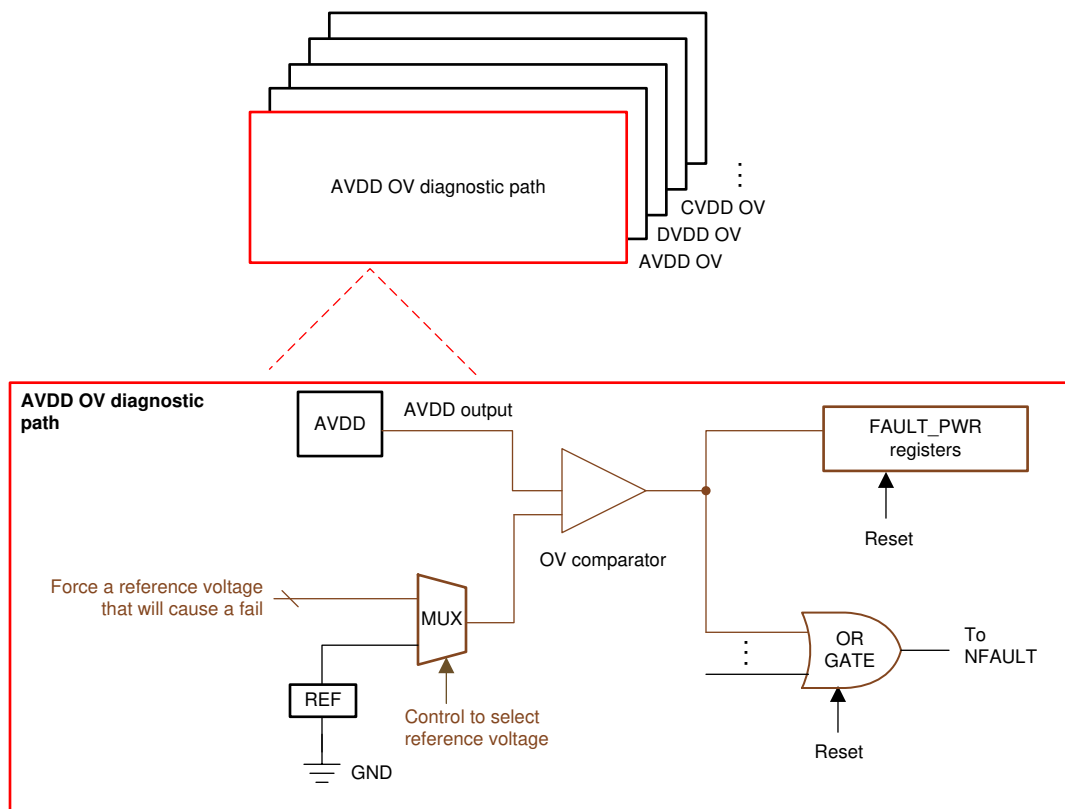 AVDD OV diagnostic path
⋮
CVDD OV
DVDD OV
AVDD OV
AVDD OV diagnostic
path
AVDD
AVDD output
FAULT_PWR
registers
Reset
OV comparator
Force a reference voltage
that will cause a fail
MUX
REF
GND
Control to select
reference voltage
⋮
OR
GATE
To
NFAULT
Reset